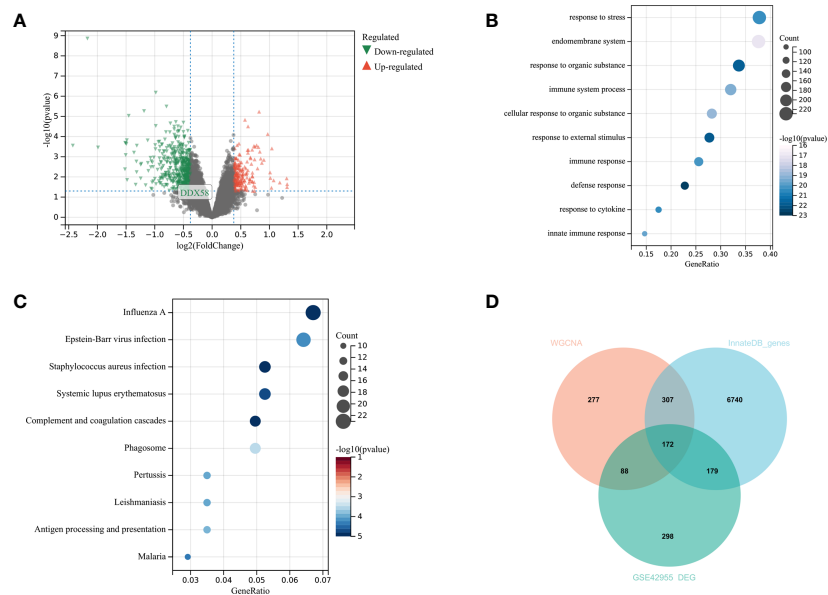 A
9
8
7
6
5
4
3
2
1
0
-log10(pvalue)
−2.5
−2.0
−1.5
−1.0
−0.5
0.0
0.5
1.0
1.5
2.0
log2(FoldChange)
DDX58
Regulated
Down-regulated
Up-regulated
B
response to stress
endomembrane system
response to organic substance
immune system process
cellular response to organic substance
response to external stimulus
immune response
defense response
response to cytokine
innate immune response
0.15
0.20
0.25
0.30
0.35
0.40
GeneRatio
Count
100
120
140
160
180
200
220
-log10(pvalue)
16
17
18
19
20
21
22
23
C
Influenza A
Epstein-Barr virus infection
Staphylococcus aureus infection
Systemic lupus erythematosus
Complement and coagulation cascades
Phagosome
Pertussis
Leishmaniasis
Antigen processing and presentation
Malaria
0.03
0.04
0.05
0.06
0.07
GeneRatio
Count
10
12
14
16
18
20
22
-log10(pvalue)
1
2
3
4
5
D
WGCNA
InnateDB_genes
277
307
6740
172
88
179
298
GSE42955 DEG